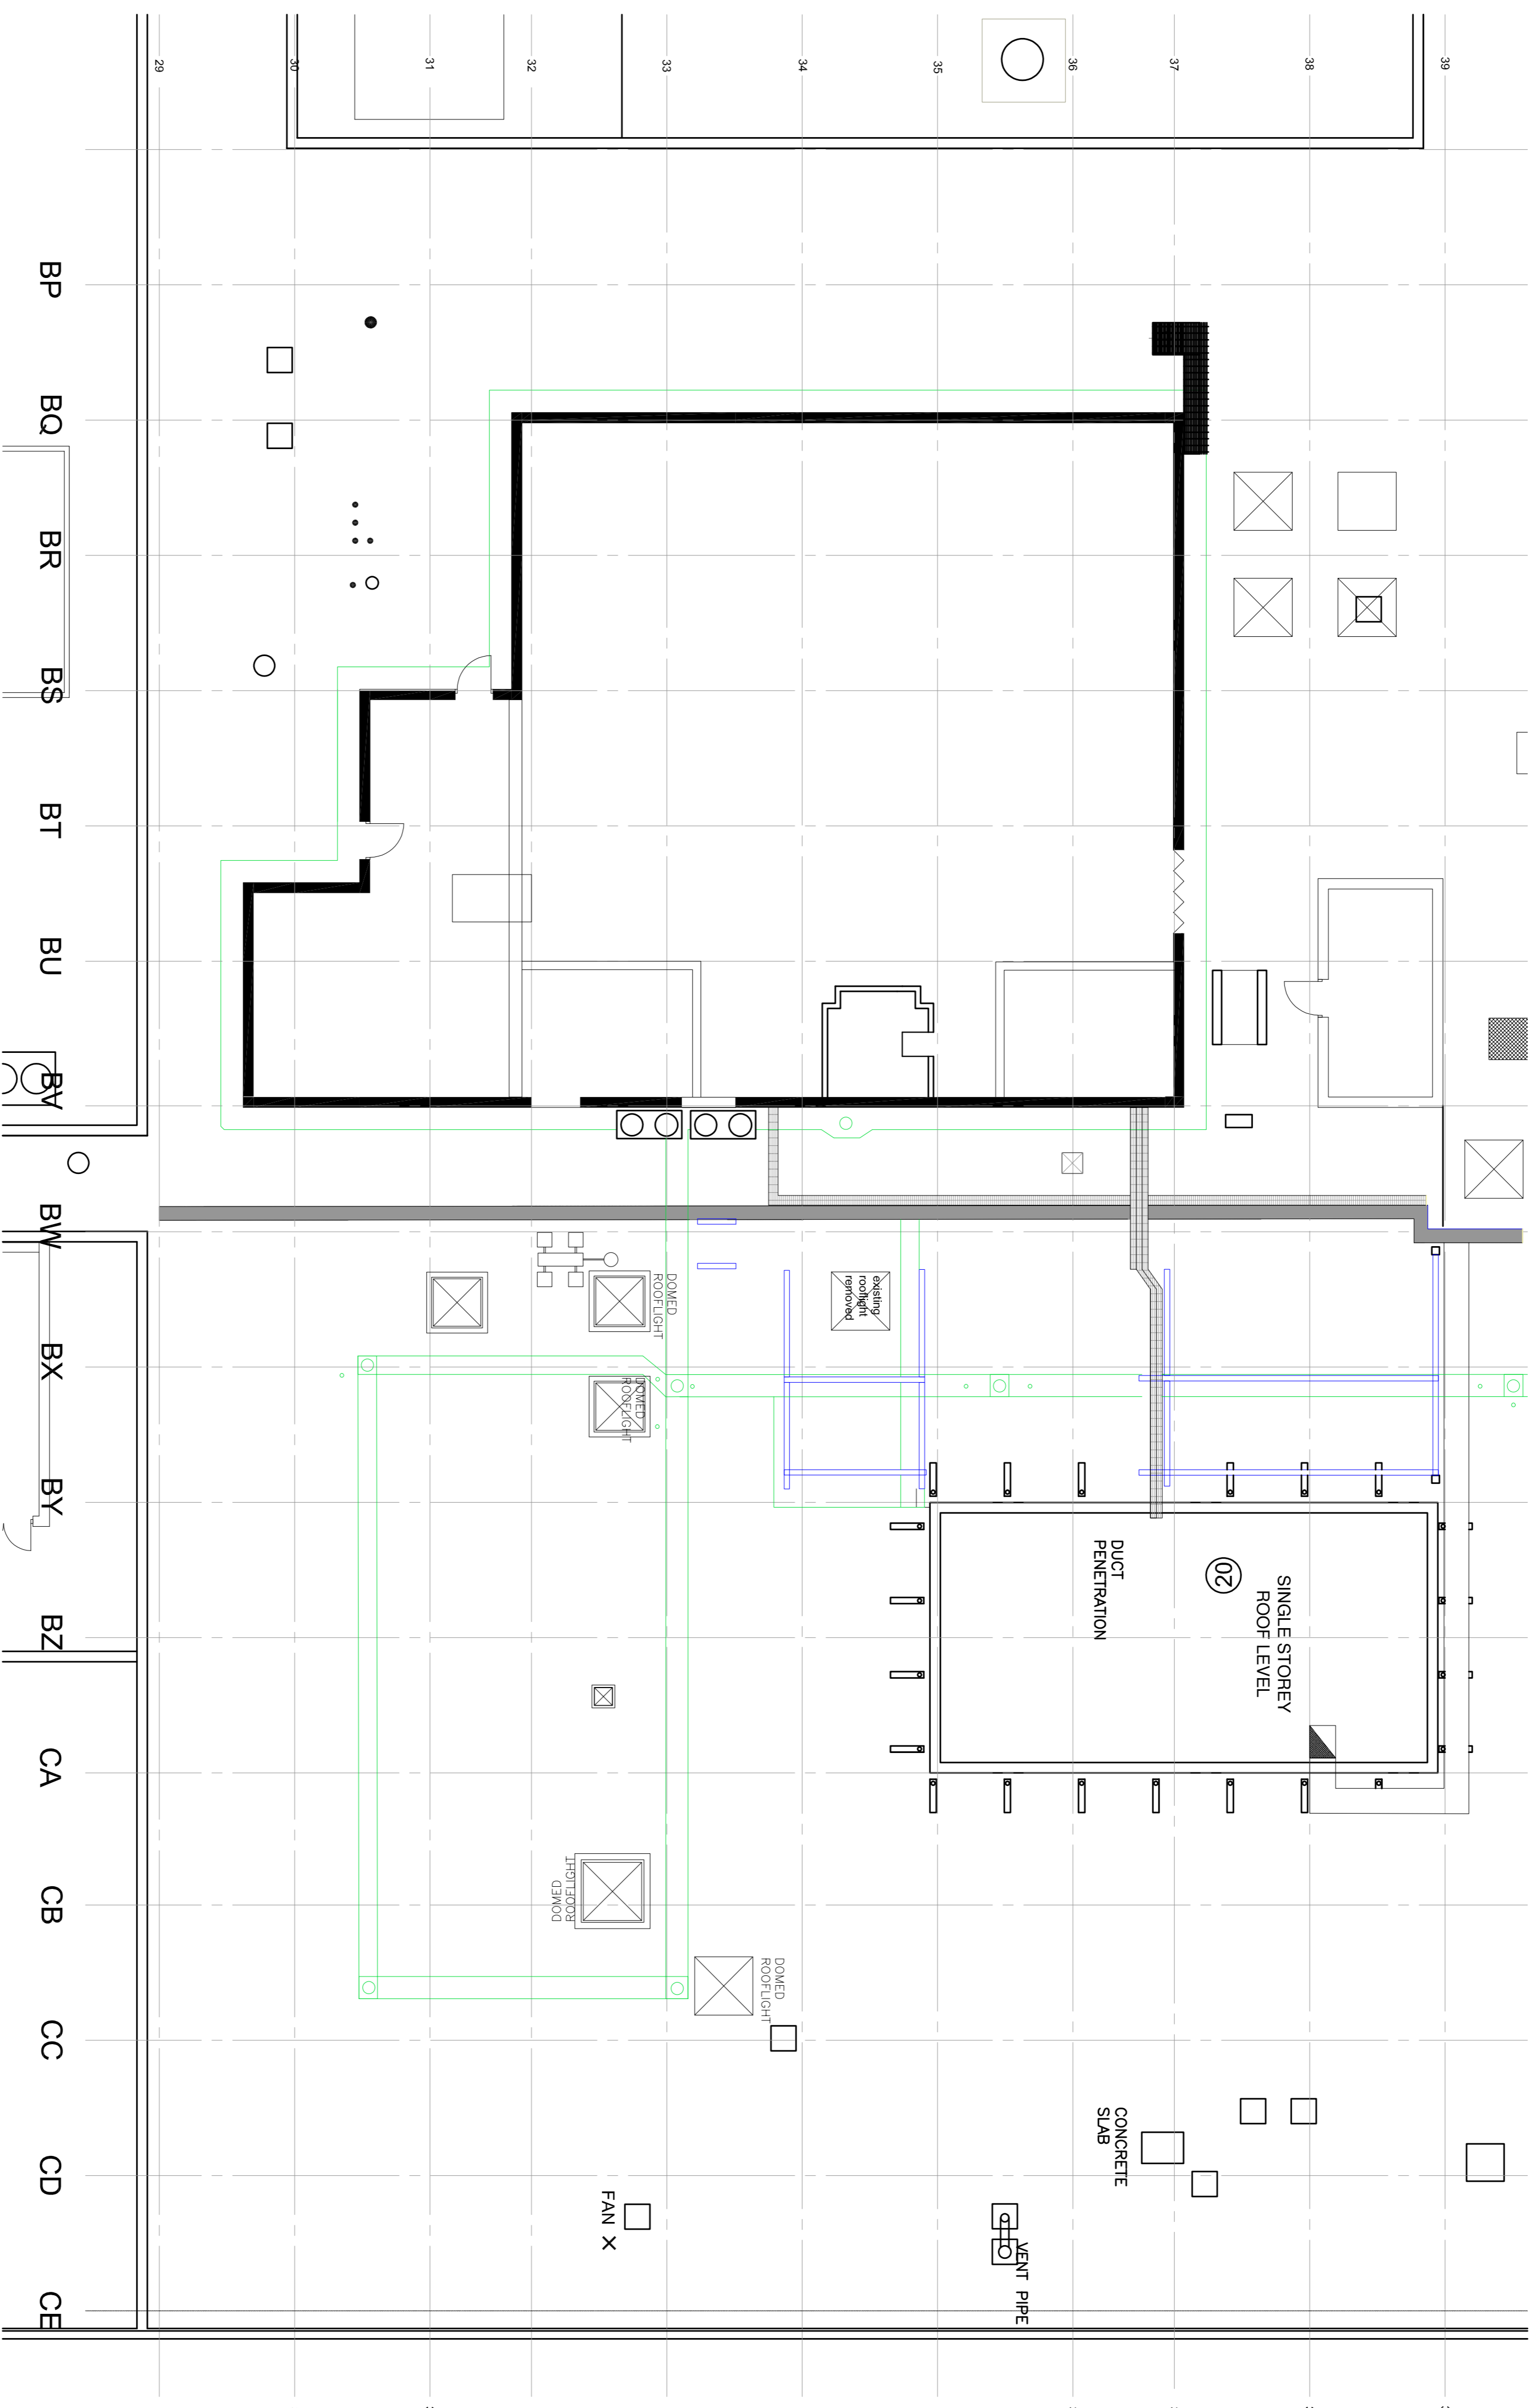 29
30
31
32
33
34
35
36
37
38
39
BP
BQ
BR
BS
BT
BU
BV
BW
BX
BY
BZ
CA
CB
CC
CD
CE
DOMED
ROOFLIGHT
existing
rooflight
removed
DOMED
ROOFLIGHT
DUCT
PENETRATION
20
SINGLE STOREY
ROOF LEVEL
DOMED
ROOFLIGHT
DOMED
ROOFLIGHT
CONCRETE
SLAB
FAN X
VENT PIPE